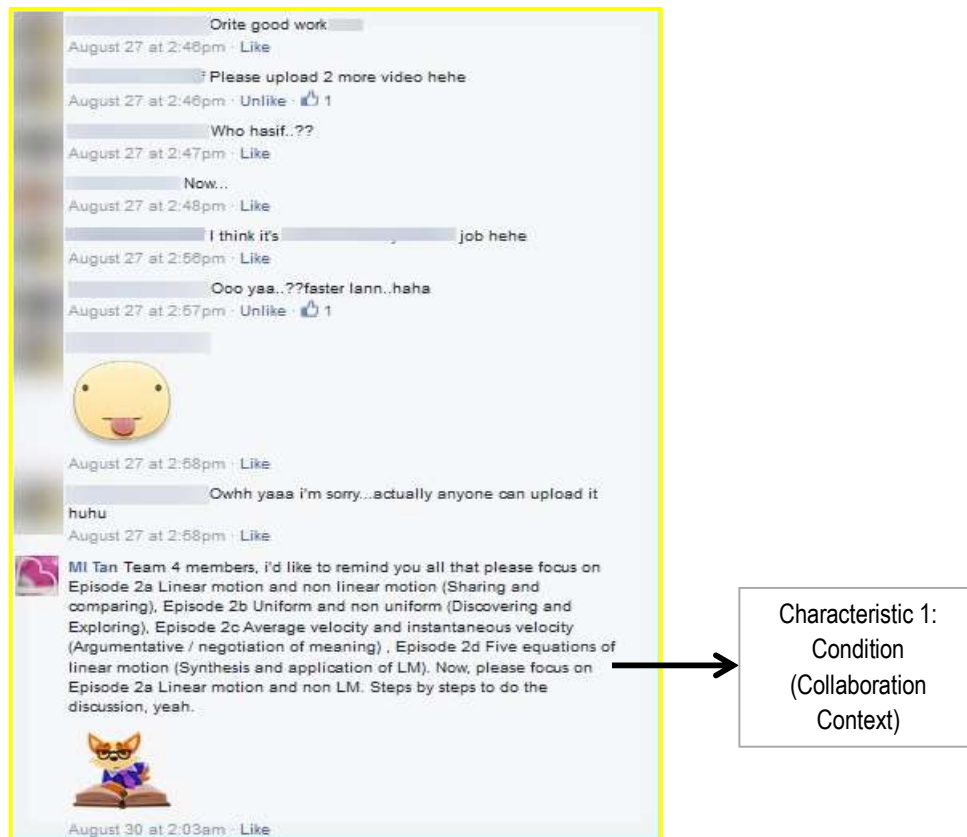 Orite good work
August 27 at 2:46pm · Like
Please upload 2 more video hehe
August 27 at 2:46pm · Unlike · 1
Who hasif..??
August 27 at 2:47pm · Like
Now...
August 27 at 2:48pm · Like
I think it's job hehe
August 27 at 2:56pm · Like
Ooo yaa..??faster lann..haha
August 27 at 2:57pm · Unlike · 1
August 27 at 2:58pm · Like
Owhh yaaa i'm sorry...actually anyone can upload it
huhu
August 27 at 2:58pm · Like
MI Tan Team 4 members, i'd like to remind you all that please focus on
Episode 2a Linear motion and non linear motion (Sharing and
comparing), Episode 2b Uniform and non uniform (Discovering and
Exploring), Episode 2c Average velocity and instantaneous velocity
(Argumentative / negotiation of meaning) , Episode 2d Five equations of
linear motion (Synthesis and application of LM). Now, please focus on
Episode 2a Linear motion and non LM. Steps by steps to do the
discussion, yeah.
August 30 at 2:03am · Like
Characteristic 1:
Condition
(Collaboration
Context)